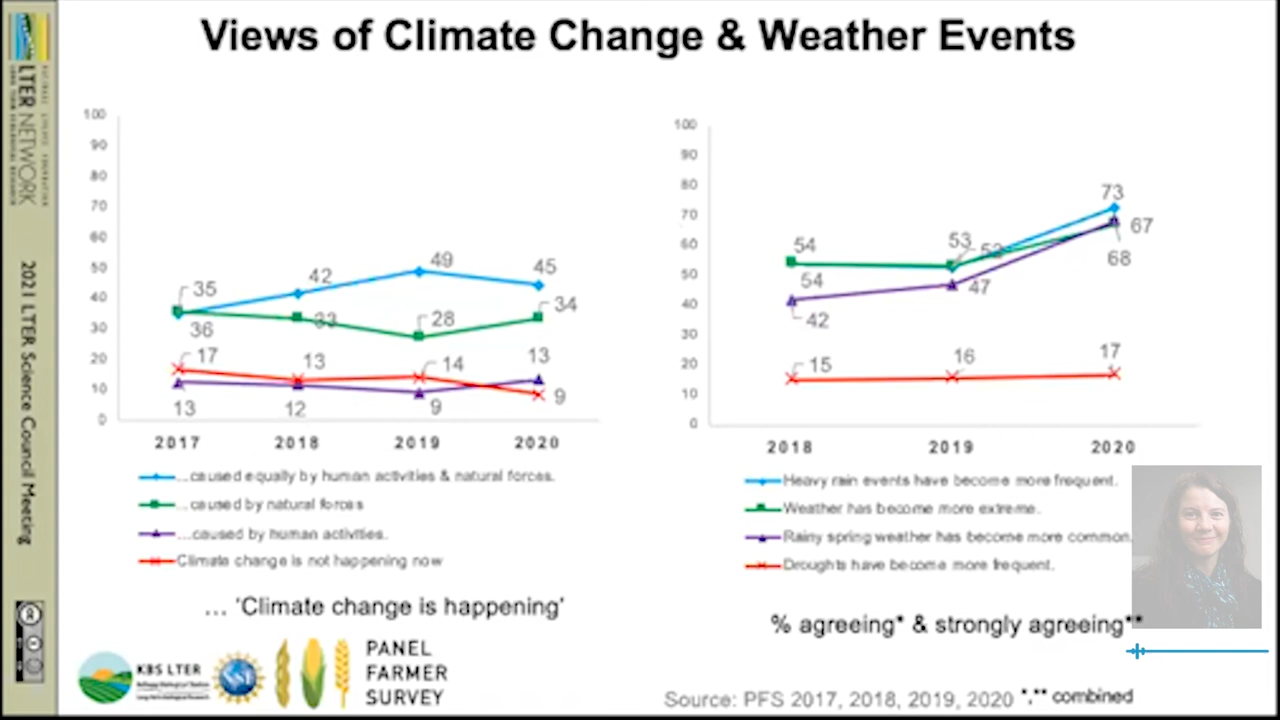 Views of Climate Change & Weather Events
LTER NETWORK
2021 LTER Science Council Meeting
100
90
80
70
60
50
40
30
20
10
0
35
42
49
45
36
33
28
34
17
13
14
13
13
12
9
9
2017 2018 2019 2020
...caused equally by human activities & natural forces.
...caused by natural forces
...caused by human activities.
Climate change is not happening now
... 'Climate change is happening'
100
90
80
70
60
50
40
30
20
10
0
54
53
52
73
54
67
42
47
68
15
16
17
2018 2019 2020
Heavy rain events have become more frequent.
Weather has become more extreme.
Rainy spring weather has become more common.
Droughts have become more frequent.
% agreeing* & strongly agreeing**
KBS LTER
NSF
PANEL
FARMER
SURVEY
Source: PFS 2017, 2018, 2019, 2020 *,** combined